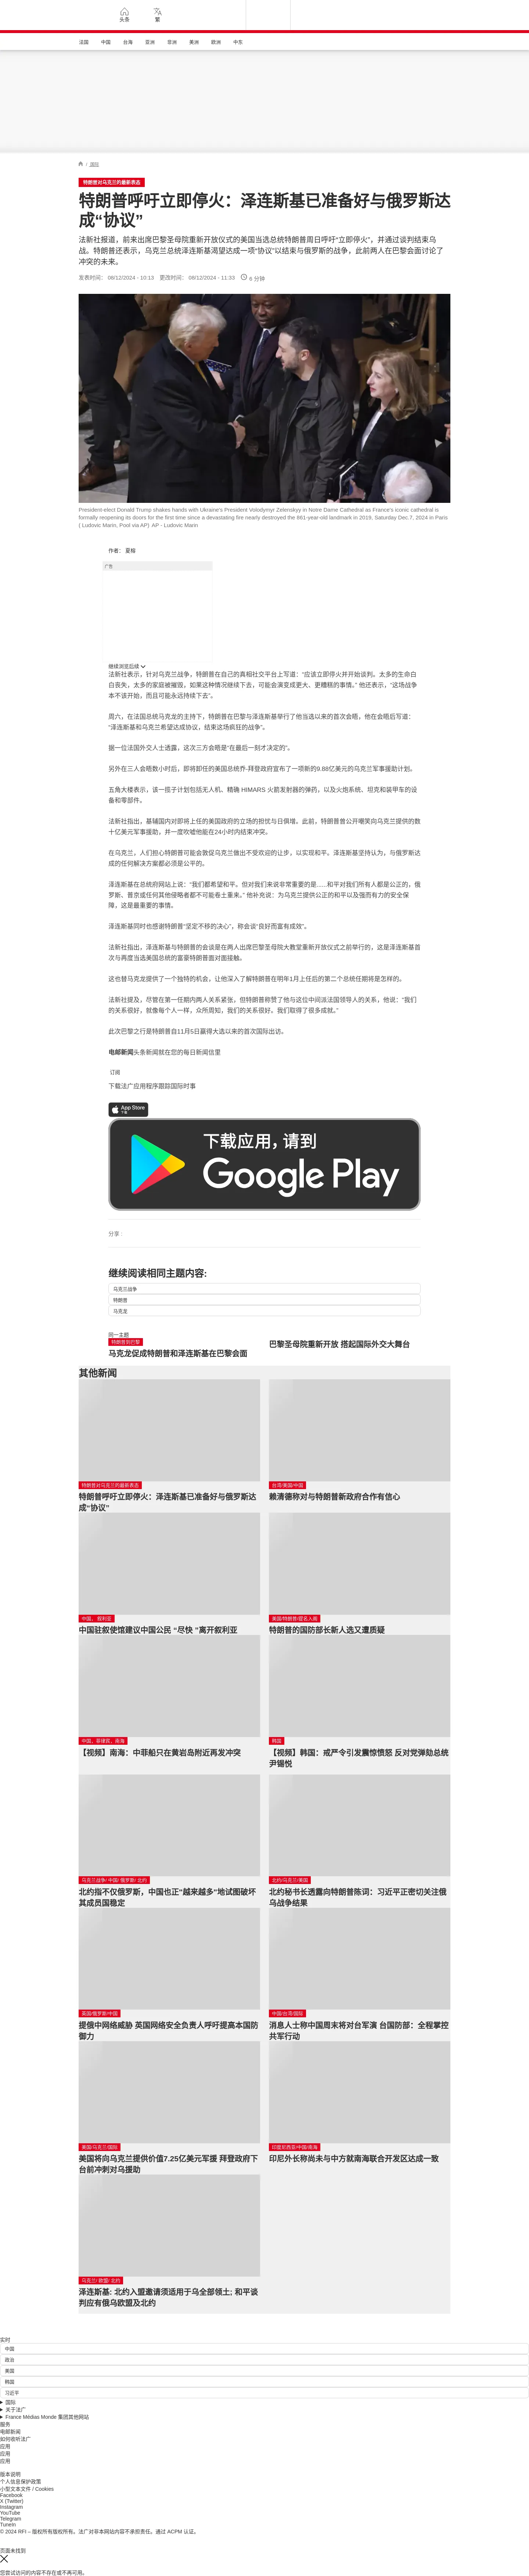 头条
繁
法国 中国 台海 亚洲 非洲 美洲 欧洲 中东
/ 国际
特朗普对乌克兰的最新表态
特朗普呼吁立即停火：泽连斯基已准备好与俄罗斯达
成“协议”
法新社报道，前来出席巴黎圣母院重新开放仪式的美国当选总统特朗普周日呼吁“立即停火”，并通过谈判结束乌
战。特朗普还表示，乌克兰总统泽连斯基渴望达成一项“协议”以结束与俄罗斯的战争，此前两人在巴黎会面讨论了
冲突的未来。
发表时间： 08/12/2024 - 10:13 更改时间： 08/12/2024 - 11:33 6 分钟
President-elect Donald Trump shakes hands with Ukraine's President Volodymyr Zelenskyy in Notre Dame Cathedral as France's iconic cathedral is
formally reopening its doors for the first time since a devastating fire nearly destroyed the 861-year-old landmark in 2019, Saturday Dec.7, 2024 in Paris
( Ludovic Marin, Pool via AP) AP - Ludovic Marin
作者： 夏榕
广告
继续浏览后续
法新社表示，针对乌克兰战争，特朗普在自己的真相社交平台上写道：“应该立即停火并开始谈判。太多的生命白
白丧失，太多的家庭被摧毁，如果这种情况继续下去，可能会演变成更大、更糟糕的事情。” 他还表示，“这场战争
本不该开始，而且可能永远持续下去”。
周六，在法国总统马克龙的主持下，特朗普在巴黎与泽连斯基举行了他当选以来的首次会晤，他在会晤后写道：
“泽连斯基和乌克兰希望达成协议，结束这场疯狂的战争”。
据一位法国外交人士透露，这次三方会晤是“在最后一刻才决定的”。
另外在三人会晤数小时后，即将卸任的美国总统乔-拜登政府宣布了一项新的9.88亿美元的乌克兰军事援助计划。
五角大楼表示，该一揽子计划包括无人机、精确 HIMARS 火箭发射器的弹药，以及火炮系统、坦克和装甲车的设
备和零部件。
法新社指出，基辅国内对即将上任的美国政府的立场的担忧与日俱增。此前，特朗普曾公开嘲笑向乌克兰提供的数
十亿美元军事援助，并一度吹嘘他能在24小时内结束冲突。
在乌克兰，人们担心特朗普可能会敦促乌克兰做出不受欢迎的让步，以实现和平。泽连斯基坚持认为，与俄罗斯达
成的任何解决方案都必须是公平的。
泽连斯基在总统府网站上说：“我们都希望和平。但对我们来说非常重要的是......和平对我们所有人都是公正的，俄
罗斯、普京或任何其他侵略者都不可能卷土重来。” 他补充说：为乌克兰提供公正的和平以及强而有力的安全保
障，这是最重要的事情。
泽连斯基同时也感谢特朗普“坚定不移的决心”，称会谈“良好而富有成效”。
法新社指出，泽连斯基与特朗普的会谈是在两人出席巴黎圣母院大教堂重新开放仪式之前举行的，这是泽连斯基首
次与再度当选美国总统的富豪特朗普面对面接触。
这也替马克龙提供了一个独特的机会，让他深入了解特朗普在明年1月上任后的第二个总统任期将是怎样的。
法新社提及，尽管在第一任期内两人关系紧张，但特朗普称赞了他与这位中间派法国领导人的关系，他说：“我们
的关系很好，就像每个人一样，众所周知，我们的关系很好。我们取得了很多成就。”
此次巴黎之行是特朗普自11月5日赢得大选以来的首次国际出访。
电邮新闻头条新闻就在您的每日新闻信里
订阅
下载法广应用程序跟踪国际时事
App Store
下载
下载应用，请到
Google Play
分享 :
继续阅读相同主题内容:
乌克兰战争
特朗普
马克龙
同一主题
特朗普到巴黎
马克龙促成特朗普和泽连斯基在巴黎会面
巴黎圣母院重新开放 搭起国际外交大舞台
其他新闻
特朗普对乌克兰的最新表态
特朗普呼吁立即停火：泽连斯基已准备好与俄罗斯达
成“协议”
台湾/美国/中国
赖清德称对与特朗普新政府合作有信心
中国、 叙利亚
中国驻叙使馆建议中国公民 "尽快 "离开叙利亚
美国/特朗普/提名人图
特朗普的国防部长新人选又遭质疑
中国、菲律宾、南海
【视频】南海：中菲船只在黄岩岛附近再发冲突
韩国
【视频】韩国：戒严令引发震惊愤怒 反对党弹劾总统
尹锡悦
乌克兰战争/ 中国/ 俄罗斯/ 北约
北约指不仅俄罗斯，中国也正"越来越多"地试图破坏
其成员国稳定
北约/乌克兰/美国
北约秘书长透露向特朗普陈词：习近平正密切关注俄
乌战争结果
英国/俄罗斯/中国
提俄中网络威胁 英国网络安全负责人呼吁提高本国防
御力
中国/台湾/国际
消息人士称中国周末将对台军演 台国防部：全程掌控
共军行动
美国/乌克兰/国际
美国将向乌克兰提供价值7.25亿美元军援 拜登政府下
台前冲刺对乌援助
印度尼西亚/中国/南海
印尼外长称尚未与中方就南海联合开发区达成一致
乌克兰/ 欧盟/ 北约
泽连斯基: 北约入盟邀请须适用于乌全部领土; 和平谈
判应有俄乌欧盟及北约
实时
中国
政治
美国
韩国
习近平
国际
关于法广
France Médias Monde 集团其他网站
服务
电邮新闻
如何收听法广
应用
应用
应用
版本说明
个人信息保护政策
小型文本文件 / Cookies
Facebook
X (Twitter)
Instagram
YouTube
Telegram
TuneIn
© 2024 RFI – 版权所有版权所有。法广对非本网站内容不承担责任。通过 ACPM 认证。
页面未找到
您尝试访问的内容不存在或不再可用。